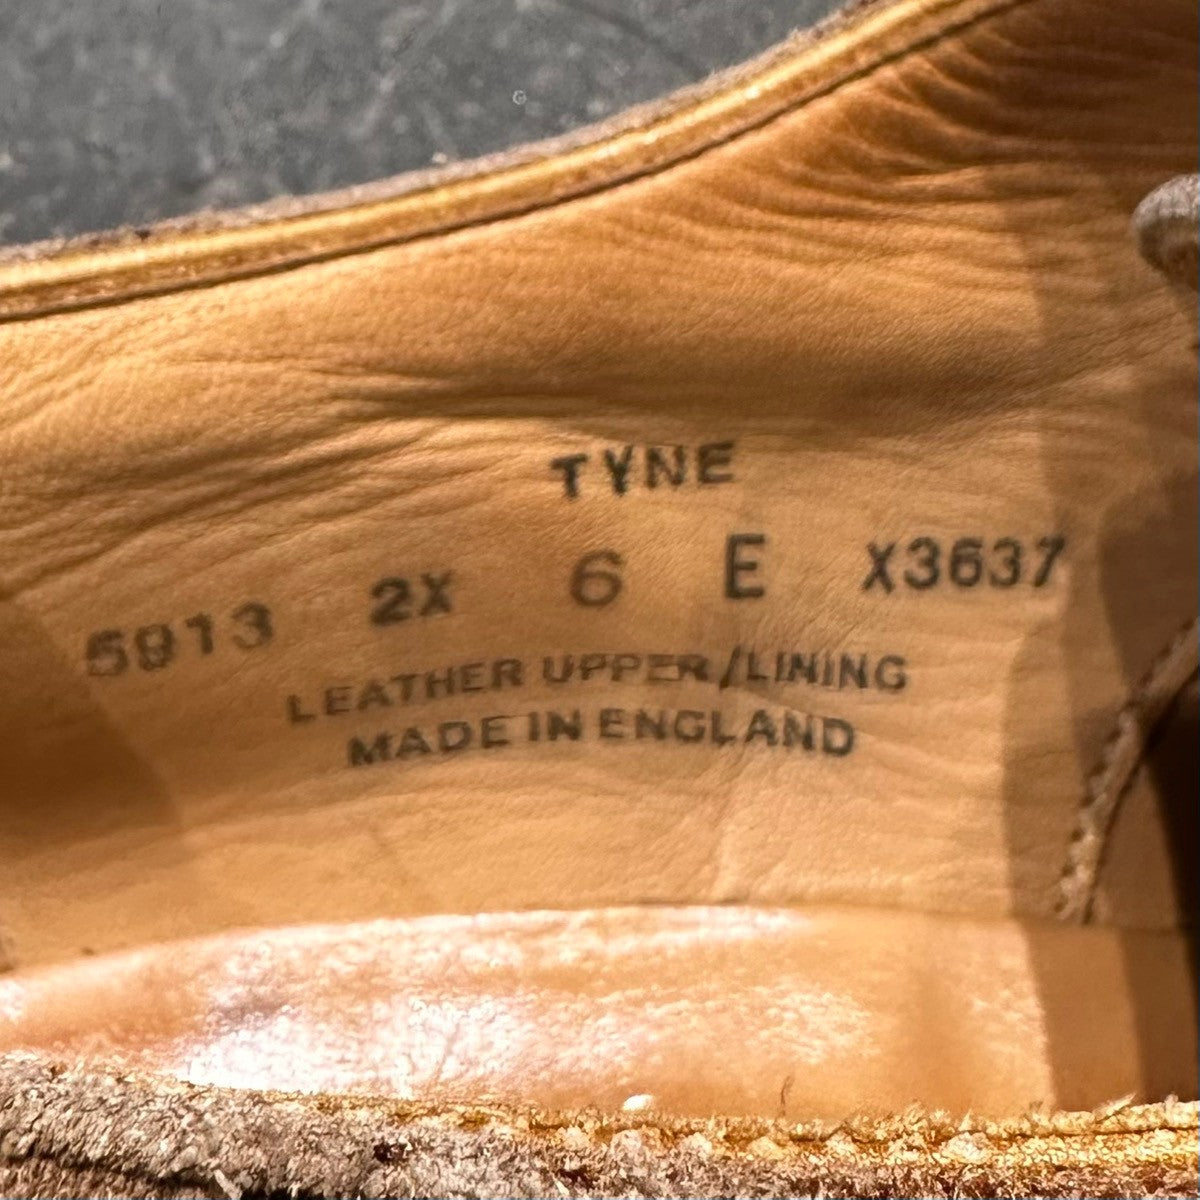 TYNE
5913 2X 6 E X3637
LEATHER UPPER/LINING
MADE IN ENGLAND